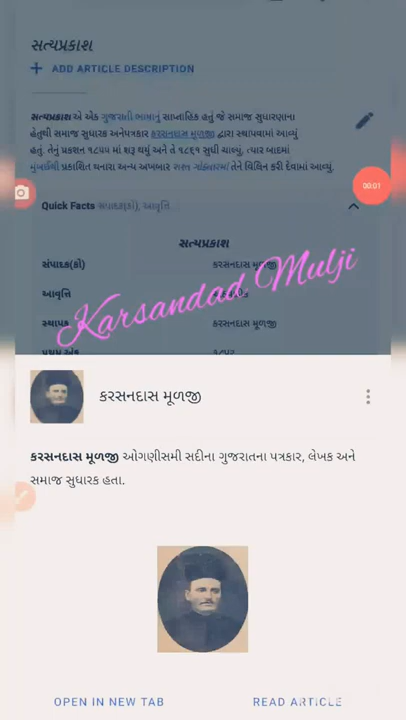 સત્યપ્રકાશ
+ ADD ARTICLE DESCRIPTION
સત્યપ્રકાશ એ એક ગુજરાતી ભાષાનું સાપ્તાહિક હતું જે સમાજ સુધારણાના
હેતુથી સમાજ સુધારક અનેપત્રકાર કરસનદાસ મૂળજી દ્વારા સ્થાપવામાં આવ્યું
હતું. તેનું પ્રકાશન ૧૮૫૫ માં શરૂ થયું અને તે ૧૮૬૧ સુધી ચાલ્યું, ત્યાર બાદમાં
મુંબઈથી પ્રકાશિત થનારા અન્ય અખબાર રાસ્ત ગોફ્તારમાં તેને વિલિન કરી દેવામાં આવ્યું.
00:01
Quick Facts સંપાદક(કો), આવૃત્તિ ...
સત્યપ્રકાશ
સંપાદક(કો) કરસનદાસ મૂળજી
Karsandad Mulji
આવૃત્તિ
સ્થાપક કરસનદાસ મૂળજી
પ્રથમ અંક
કરસનદાસ મૂળજી
કરસનદાસ મૂળજી ઓગણીસમી સદીના ગુજરાતના પત્રકાર, લેખક અને
સમાજ સુધારક હતા.
OPEN IN NEW TAB READ ARTICLE